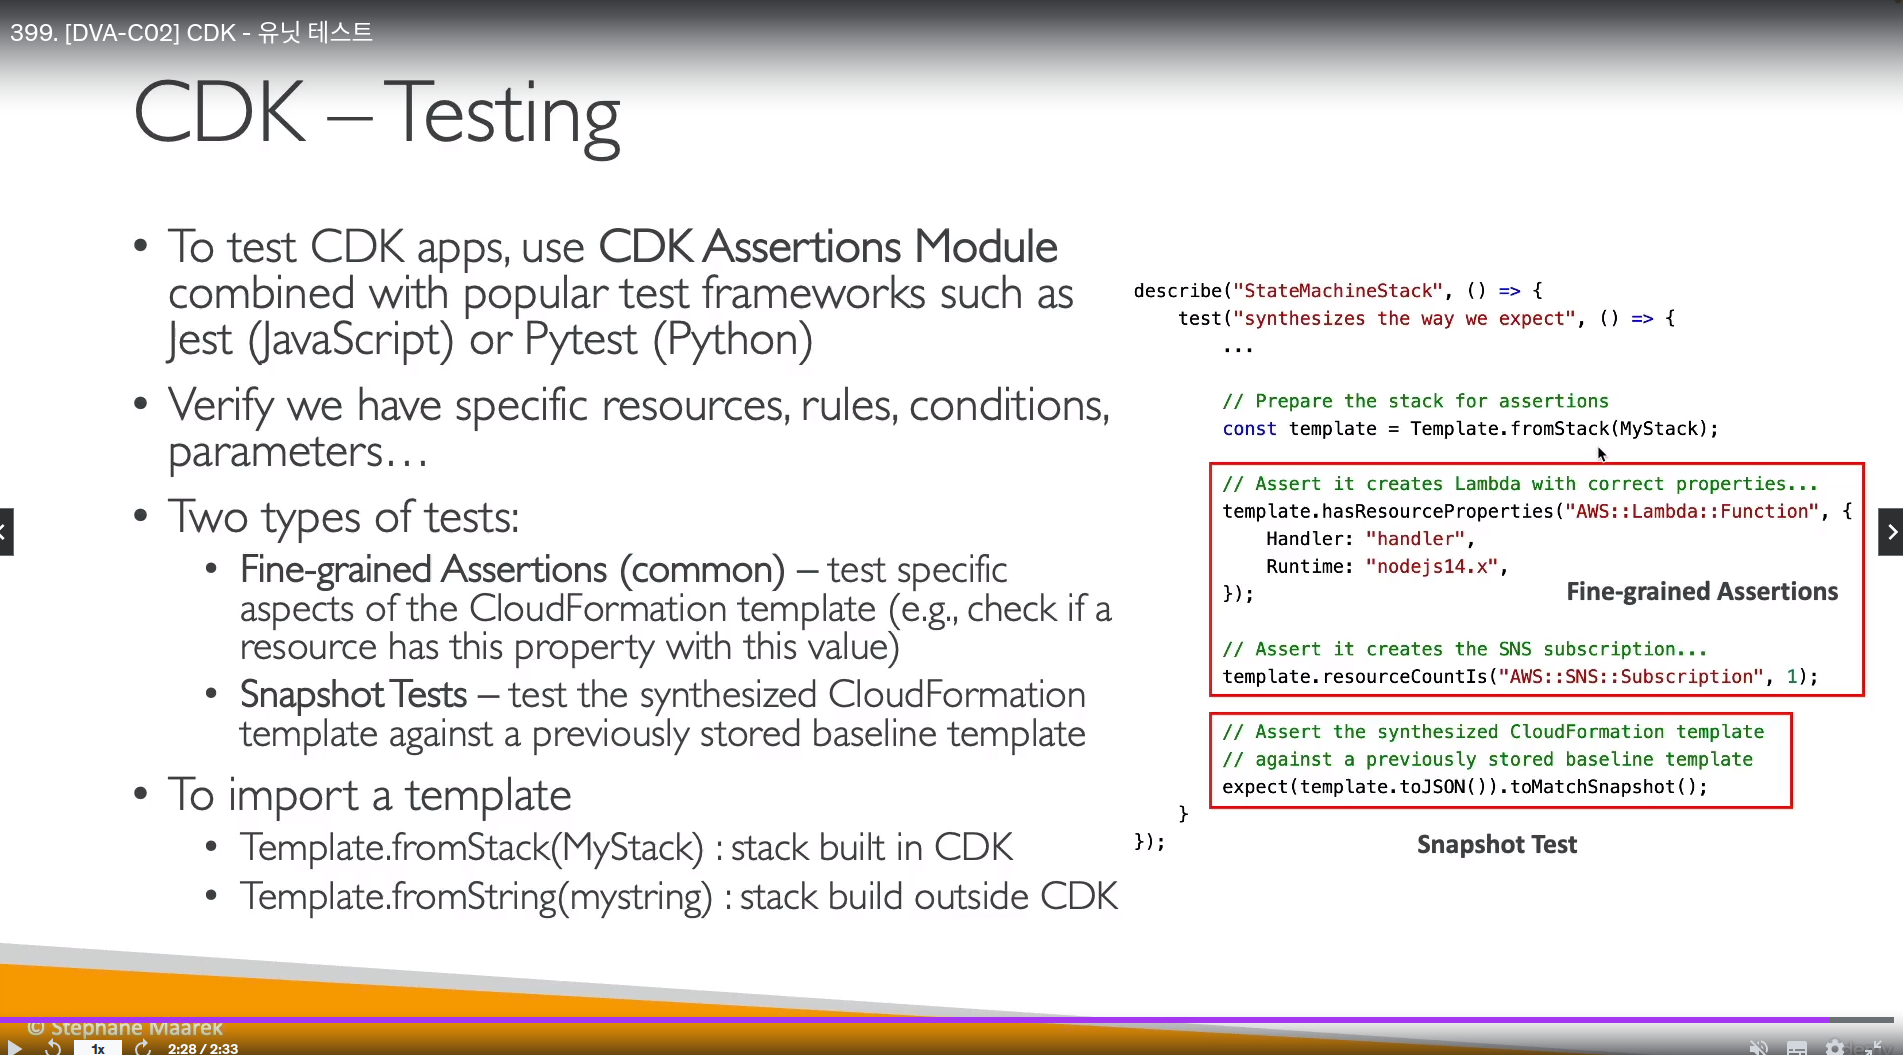 399. [DVA-C02] CDK - 유닛 테스트
CDK – Testing
• To test CDK apps, use CDK Assertions Module
combined with popular test frameworks such as
Jest (JavaScript) or Pytest (Python)
• Verify we have specific resources, rules, conditions,
parameters…
• Two types of tests:
• Fine-grained Assertions (common) – test specific
aspects of the CloudFormation template (e.g., check if a
resource has this property with this value)
• Snapshot Tests – test the synthesized CloudFormation
template against a previously stored baseline template
• To import a template
• Template.fromStack(MyStack) : stack built in CDK
• Template.fromString(mystring) : stack build outside CDK
describe("StateMachineStack", () => {
test("synthesizes the way we expect", () => {
...
// Prepare the stack for assertions
const template = Template.fromStack(MyStack);
// Assert it creates Lambda with correct properties...
template.hasResourceProperties("AWS::Lambda::Function", {
Handler: "handler",
Runtime: "nodejs14.x",
});
Fine-grained Assertions
// Assert it creates the SNS subscription...
template.resourceCountIs("AWS::SNS::Subscription", 1);
// Assert the synthesized CloudFormation template
// against a previously stored baseline template
expect(template.toJSON()).toMatchSnapshot();
}
});
Snapshot Test
© Stephane Maarek
1x
2:28 / 2:33